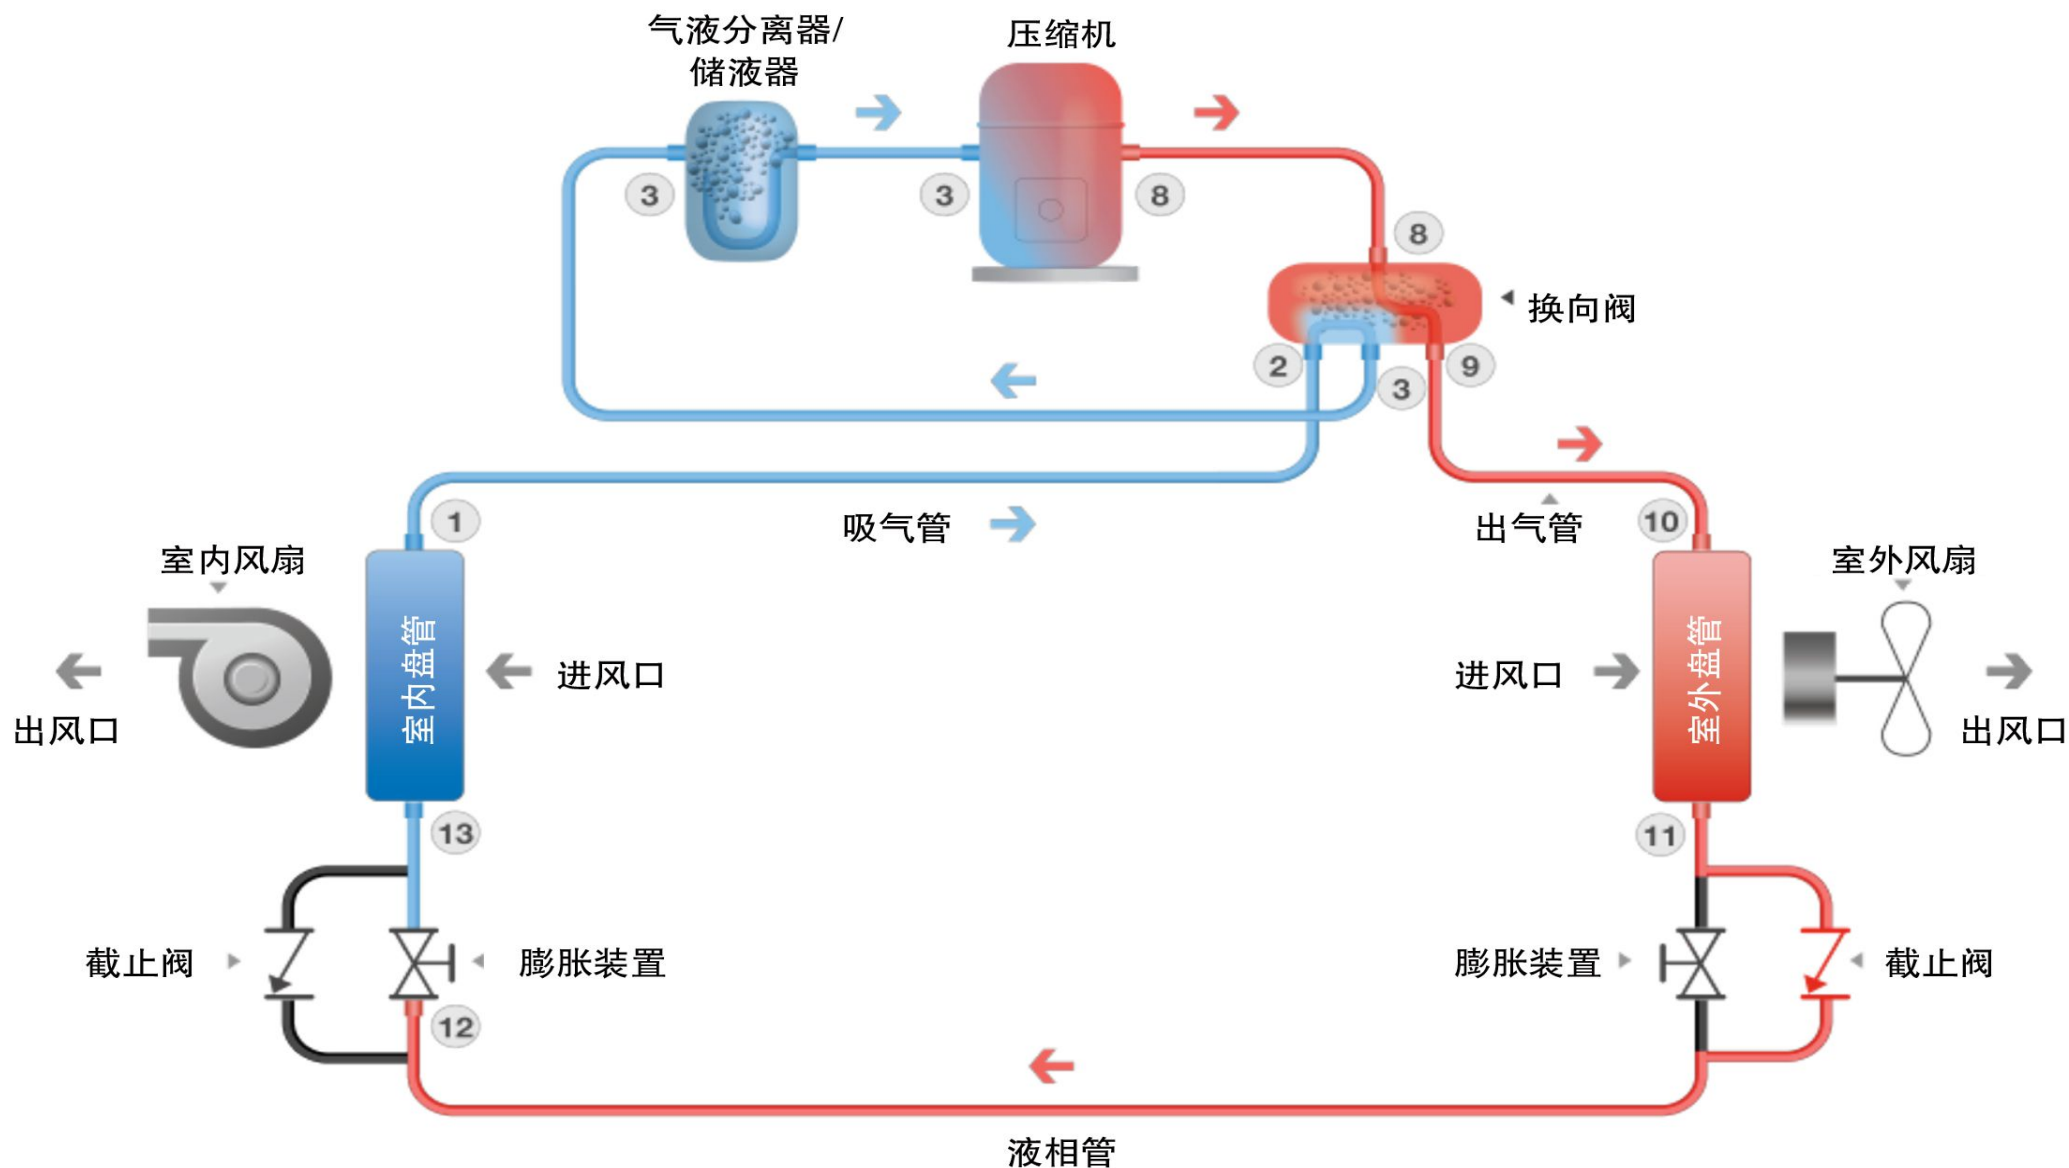 气液分离器/
储液器
压缩机
3
3
8
8
换向阀
2
3
9
吸气管
出气管
1
10
室内风扇
室外风扇
室内盘管
进风口
进风口
室外盘管
出风口
出风口
13
11
截止阀
膨胀装置
膨胀装置
截止阀
12
液相管